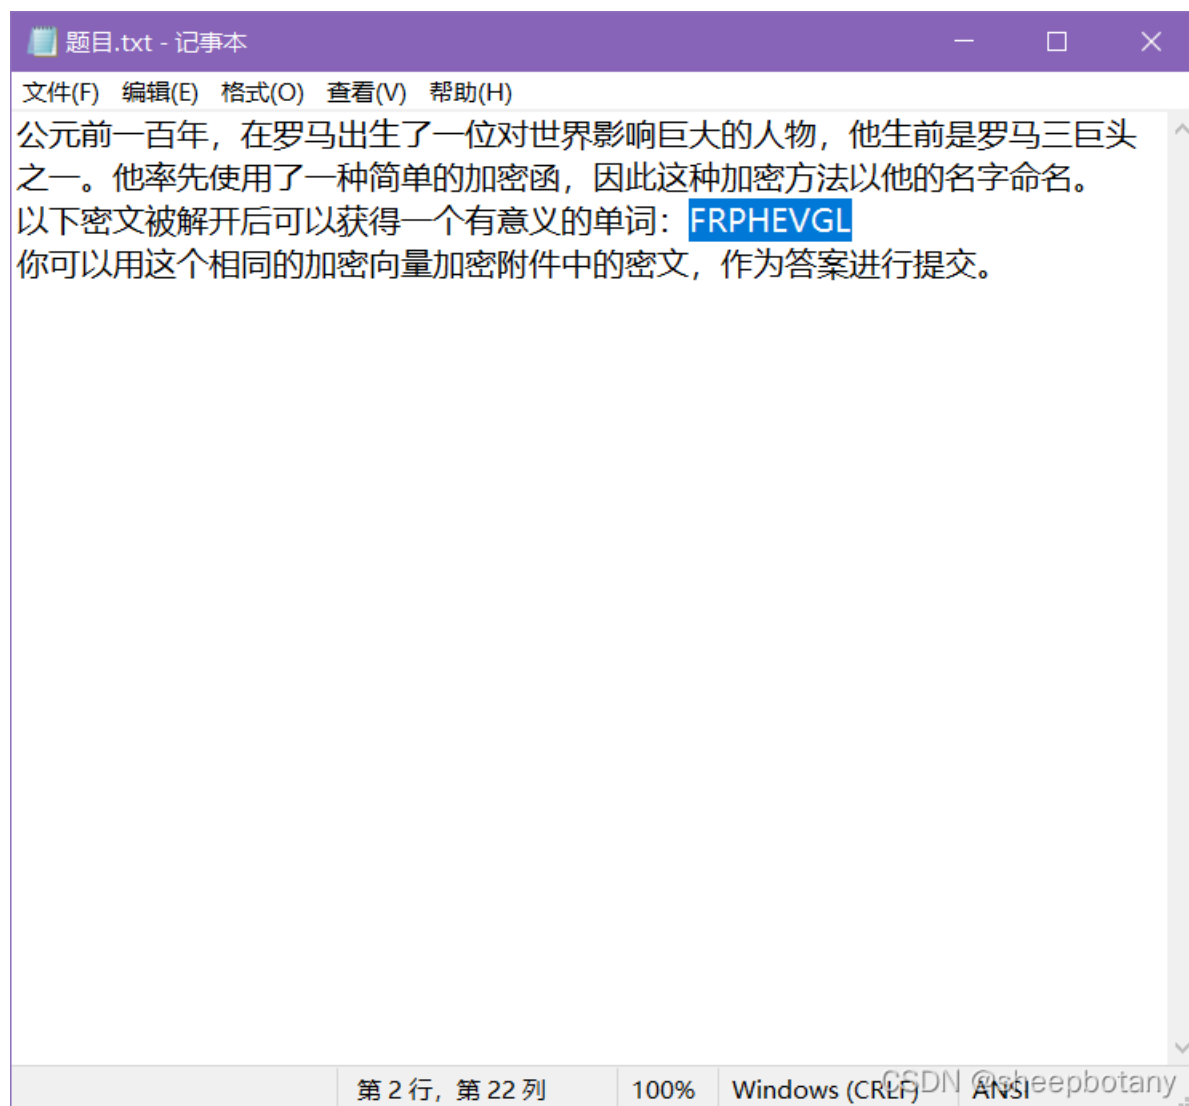 题目.txt - 记事本
文件(F) 编辑(E) 格式(O) 查看(V) 帮助(H)
公元前一百年，在罗马出生了一位对世界影响巨大的人物，他生前是罗马三巨头
之一。他率先使用了一种简单的加密函，因此这种加密方法以他的名字命名。
以下密文被解开后可以获得一个有意义的单词：FRPHEVGL
你可以用这个相同的加密向量加密附件中的密文，作为答案进行提交。
第 2 行，第 22 列 100% Windows (CRLF) ANSI
CSDN @sheepbotany